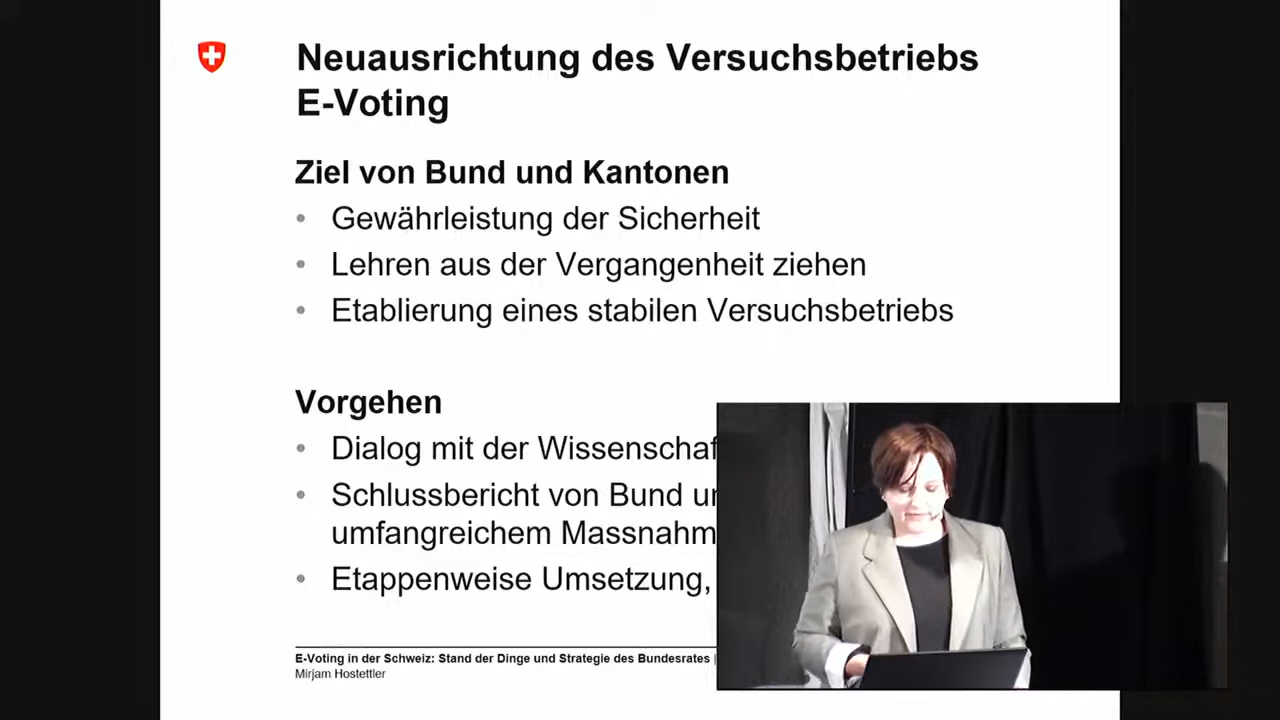 Neuausrichtung des Versuchsbetriebs
E-Voting
Ziel von Bund und Kantonen
• Gewährleistung der Sicherheit
• Lehren aus der Vergangenheit ziehen
• Etablierung eines stabilen Versuchsbetriebs
Vorgehen
• Dialog mit der
• Schlussbericht von Bund
umfangreichem
• Etappenweise Umsetzung,
E-Voting in der Schweiz: Stand der Dinge und Strategie des Bundesrates |
Mirjam Hostettler